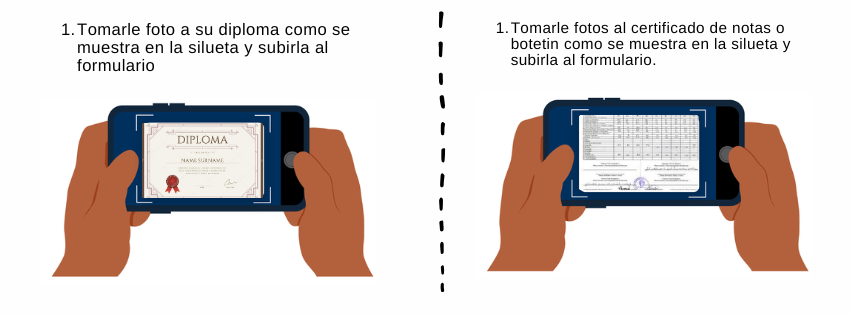 1. Tomarle foto a su diploma como se
muestra en la silueta y subirla al
formulario
DIPLOMA
NAME SURNAME
1. Tomarle fotos al certificado de notas o
botetin como se muestra en la silueta y
subirla al formulario.